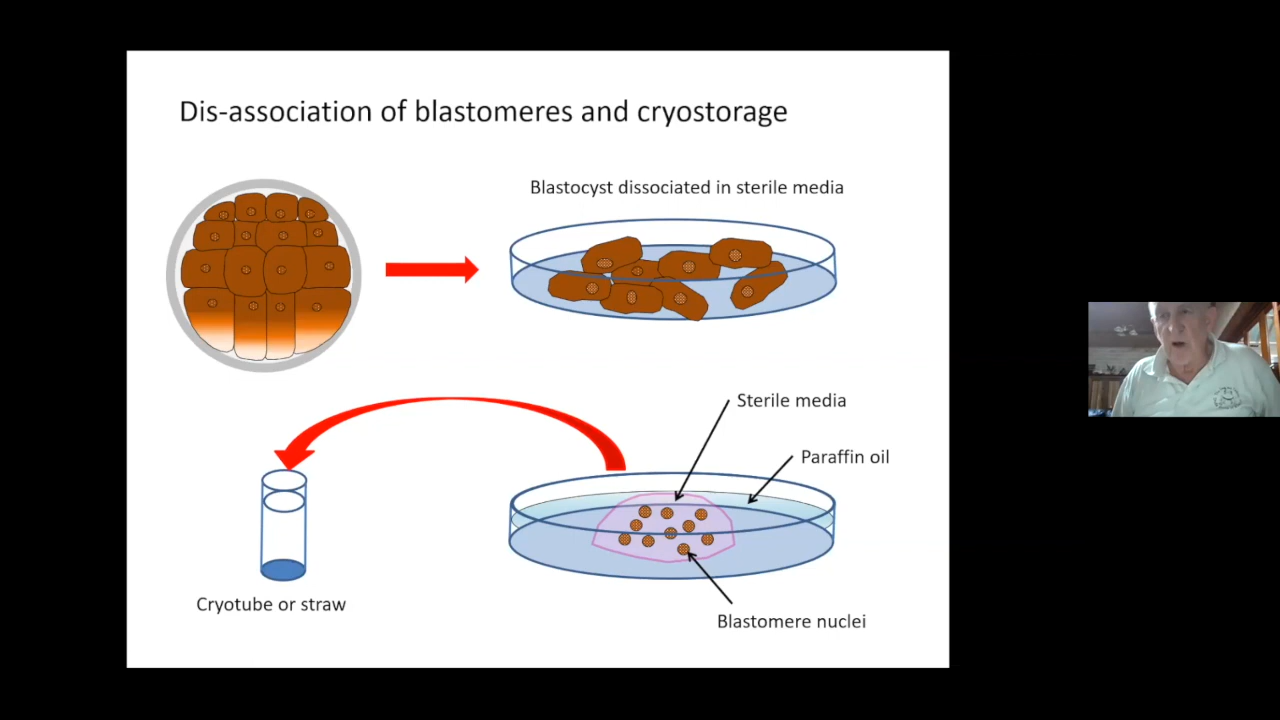 Dis-association of blastomeres and cryostorage
Blastocyst dissociated in sterile media
Sterile media
Paraffin oil
Cryotube or straw
Blastomere nuclei